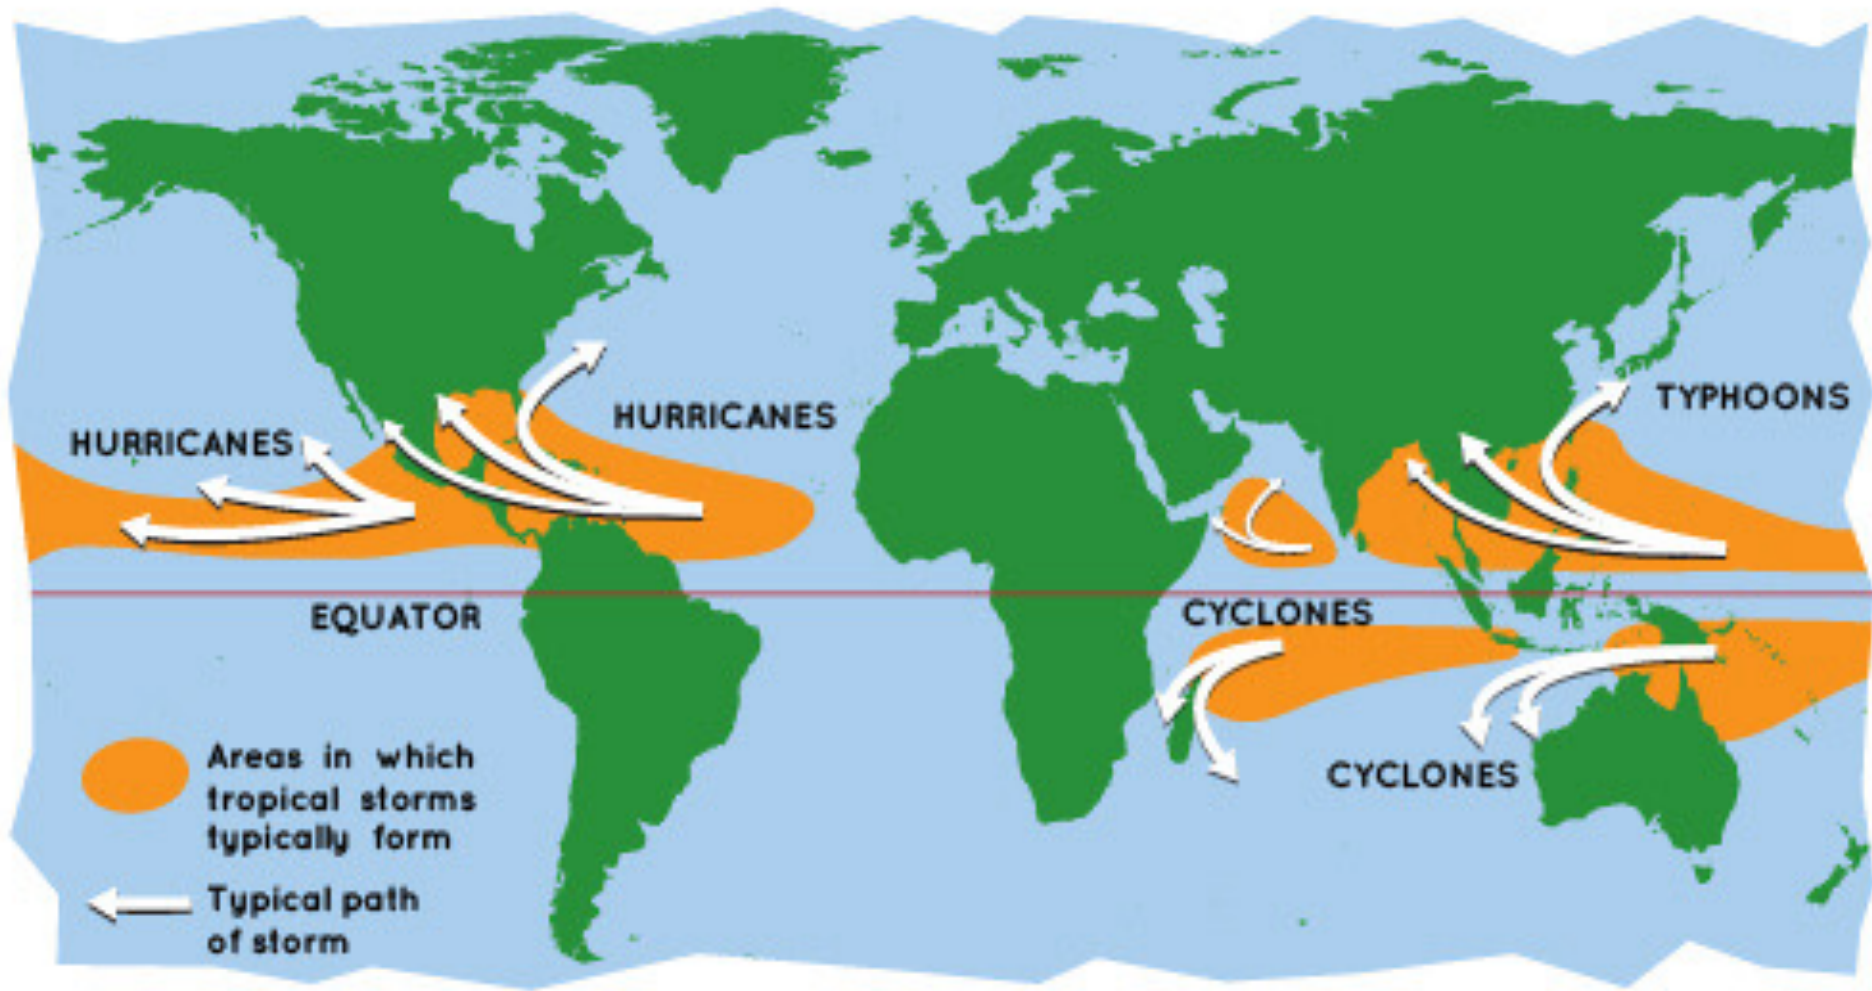 HURRICANES
HURRICANES
TYPHOONS
EQUATOR
CYCLONES
CYCLONES
Areas in which
tropical storms
typically form
Typical path
of storm